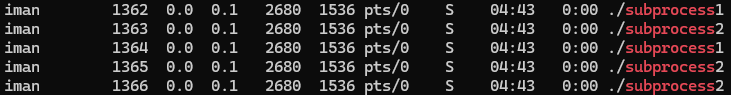 iman 1362 0.0 0.1 2680 1536 pts/0 S 04:43 0:00 ./subprocess1
iman 1363 0.0 0.1 2680 1536 pts/0 S 04:43 0:00 ./subprocess2
iman 1364 0.0 0.1 2680 1536 pts/0 S 04:43 0:00 ./subprocess1
iman 1365 0.0 0.1 2680 1536 pts/0 S 04:43 0:00 ./subprocess2
iman 1366 0.0 0.1 2680 1536 pts/0 S 04:43 0:00 ./subprocess2